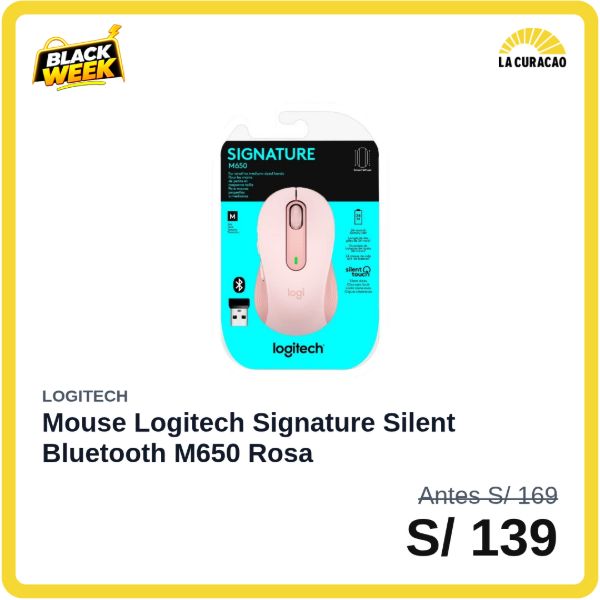 BLACK
WEEK
LA CURACAO
SIGNATURE
M650
M
logi
silent
touch
logitech
LOGITECH
Mouse Logitech Signature Silent
Bluetooth M650 Rosa
Antes S/ 169
S/ 139